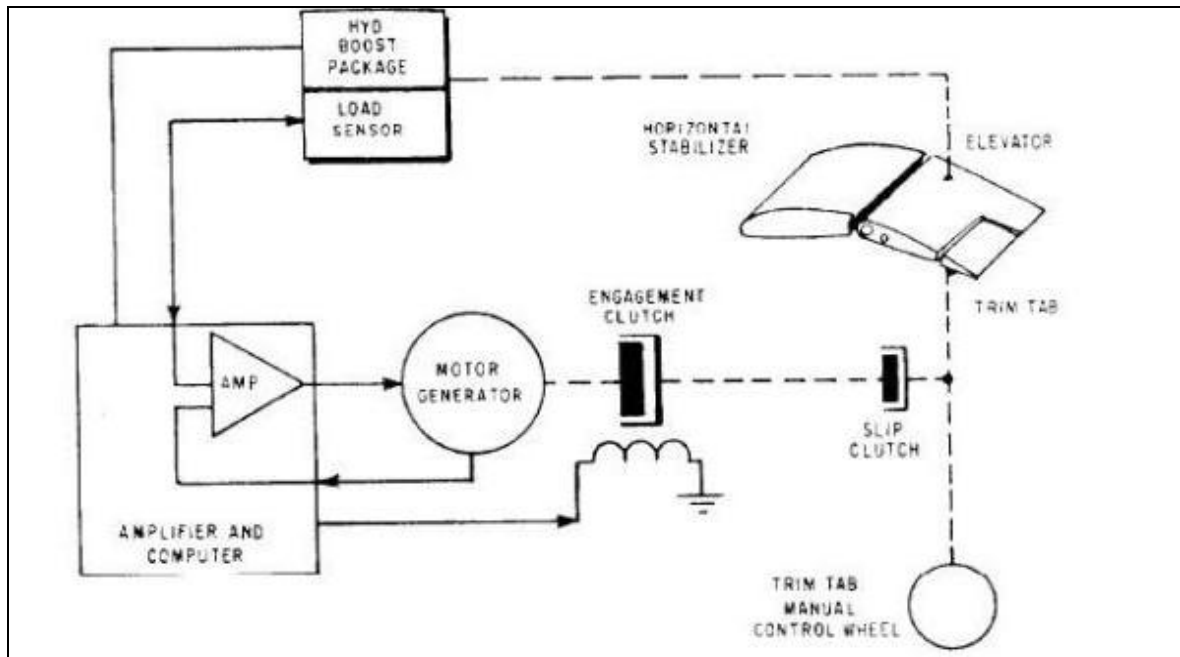 HYD
BOOST
PACKAGE
LOAD
SENSOR
HORIZONTAL
STABILIZER
ELEVATOR
TRIM TAB
ENGAGEMENT
CLUTCH
AMP
MOTOR
GENERATOR
SLIP
CLUTCH
AMPLIFIER AND
COMPUTER
TRIM TAB
MANUAL
CONTROL WHEEL